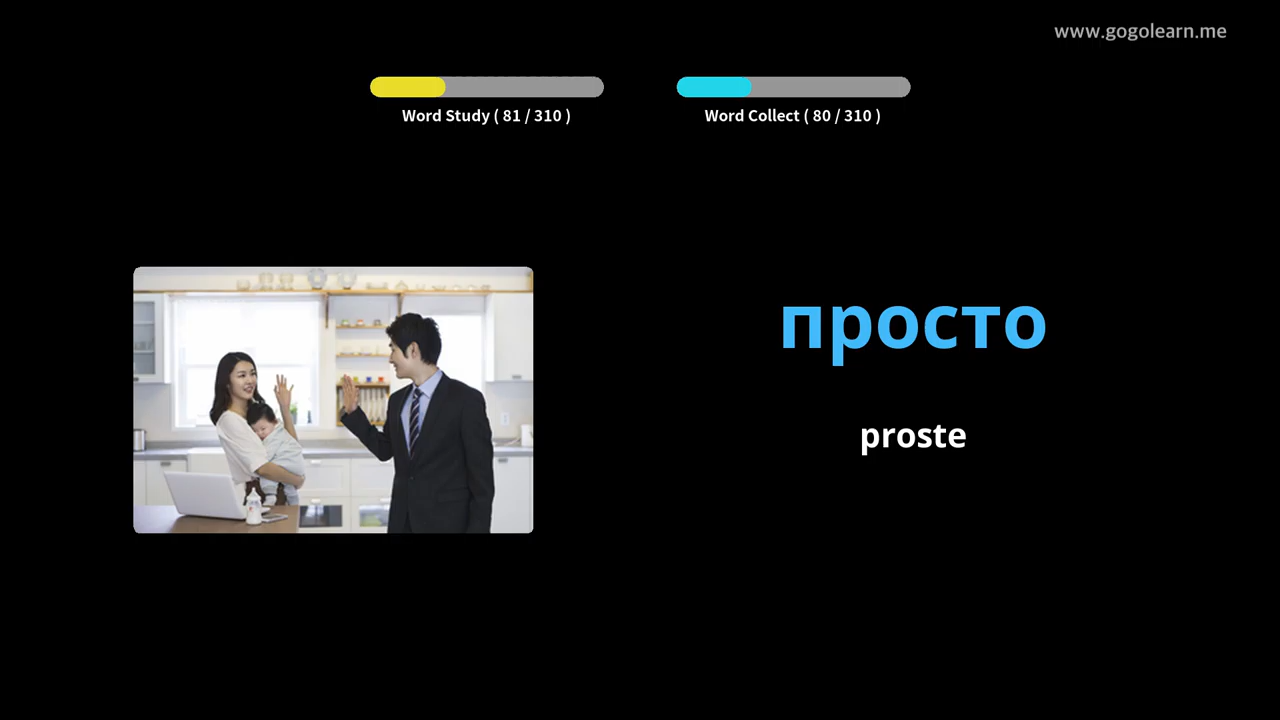 www.gogolearn.me
Word Study ( 81 / 310 )
Word Collect ( 80 / 310 )
просто
proste